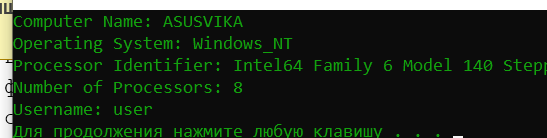 Computer Name: ASUSVIKA
Operating System: Windows_NT
Processor Identifier: Intel64 Family 6 Model 140
Number of Processors: 8
Username: user
Для продолжения нажмите любую клавишу . . .